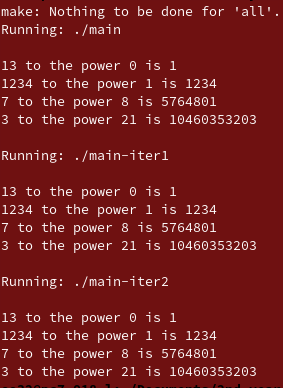 make: Nothing to be done for 'all'.
Running: ./main
13 to the power 0 is 1
1234 to the power 1 is 1234
7 to the power 8 is 5764801
3 to the power 21 is 10460353203
Running: ./main-iter1
13 to the power 0 is 1
1234 to the power 1 is 1234
7 to the power 8 is 5764801
3 to the power 21 is 10460353203
Running: ./main-iter2
13 to the power 0 is 1
1234 to the power 1 is 1234
7 to the power 8 is 5764801
3 to the power 21 is 10460353203